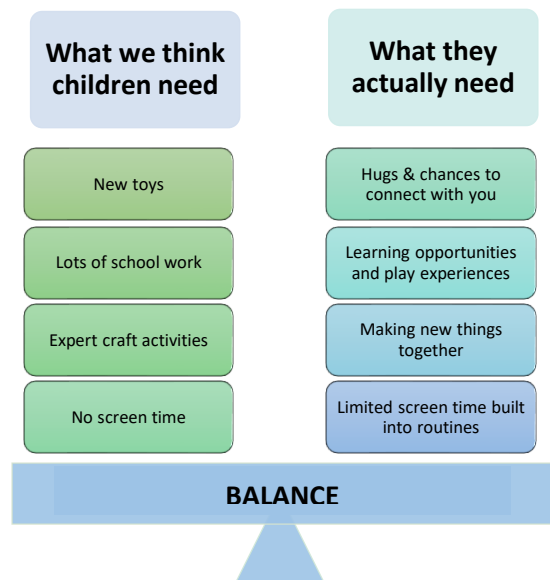 What we think
children need
New toys
Lots of school work
Expert craft activities
No screen time
What they
actually need
Hugs & chances to
connect with you
Learning opportunities
and play experiences
Making new things
together
Limited screen time built
into routines
BALANCE